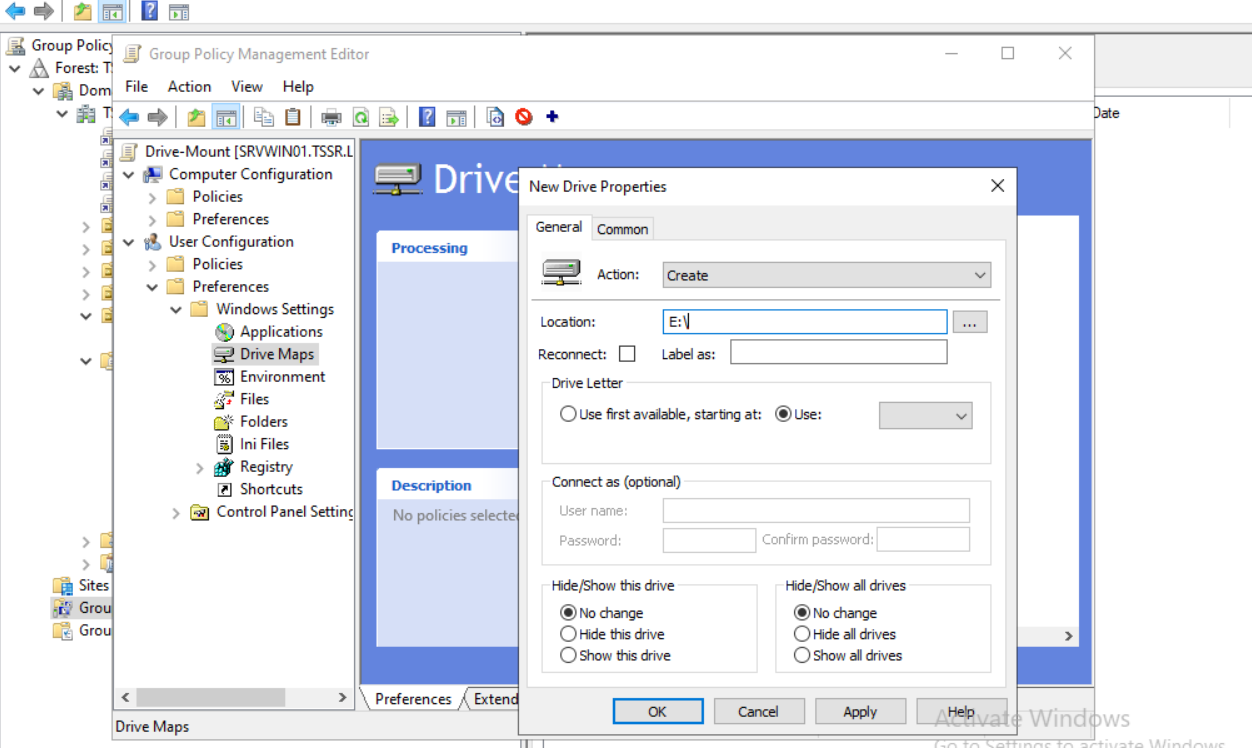 Group Policy
Group Policy Management Editor
Forest: T
File Action View Help
Dom
T
Date
Drive-Mount [SRVWIN01.TSSR.L
Computer Configuration
Policies
Preferences
User Configuration
Policies
Preferences
Windows Settings
Applications
Drive Maps
Environment
Files
Folders
Ini Files
Registry
Shortcuts
Control Panel Setting
Sites
Grou
Grou
Drive
Processing
Description
No policies selected
Preferences Extend
Drive Maps
New Drive Properties
General Common
Action: Create
Location: E:\
...
Reconnect: Label as:
Drive Letter
Use first available, starting at: Use:
Connect as (optional)
User name:
Password: Confirm password:
Hide/Show this drive
No change
Hide this drive
Show this drive
Hide/Show all drives
No change
Hide all drives
Show all drives
OK Cancel Apply Help
Activate Windows
Go to Settings to activate Windows.